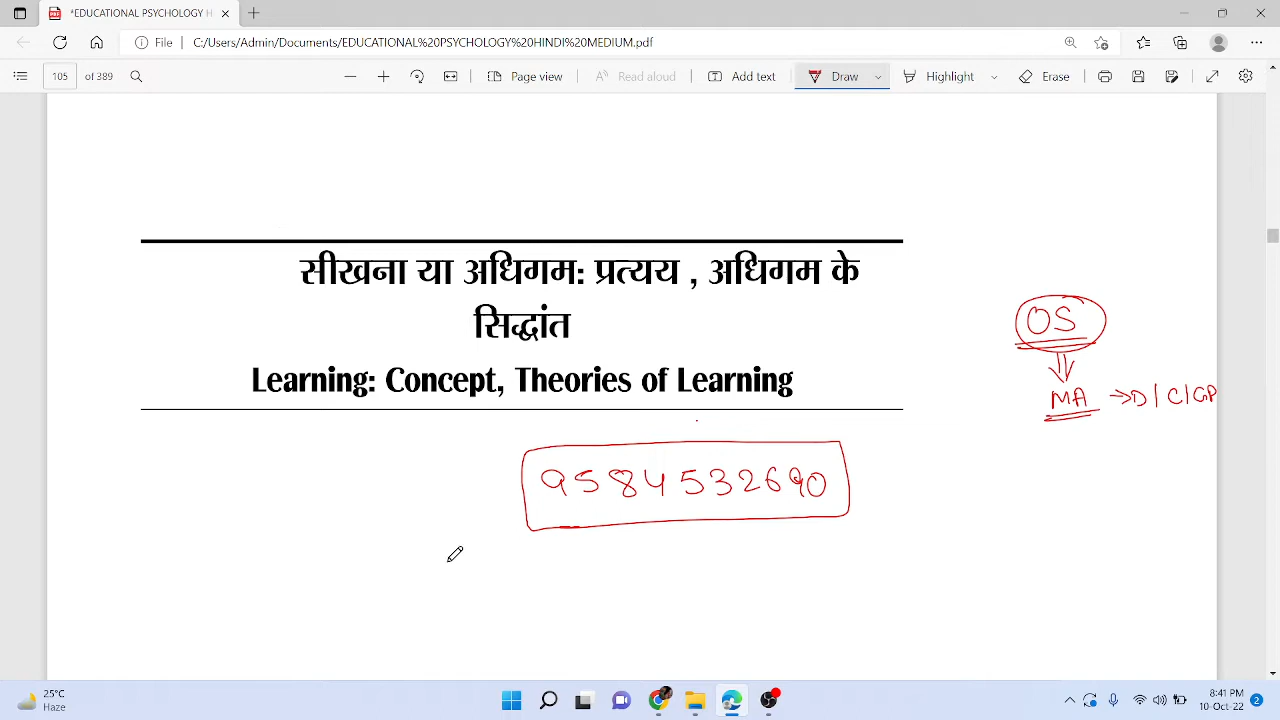 *EDUCATIONAL PSYCHOLOGY H
File C:/Users/Admin/Documents/EDUCATIONAL%20PSYCHOLOGY%20HINDI%20MEDIUM.pdf
105 of 389 Page view Read aloud Add text Draw Highlight Erase
सीखना या अधिगम: प्रत्यय , अधिगम के
सिद्धांत
Learning: Concept, Theories of Learning
OS
MA → D/C/GP
9584532690
25°C
Haze
8:41 PM
10-Oct-22
2